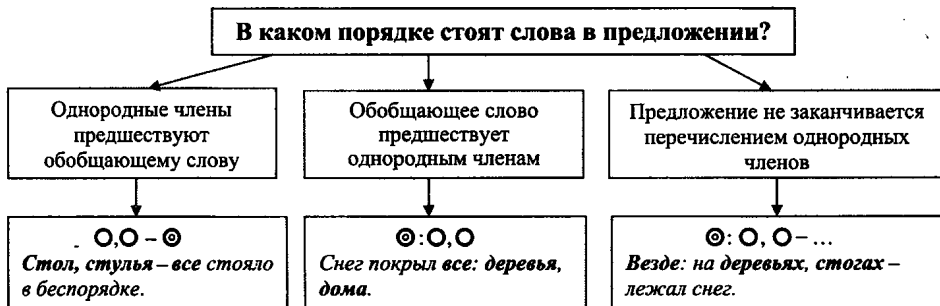 В каком порядке стоят слова в предложении?
Однородные члены
предшествуют
обобщающему слову
Обобщающее слово
предшествует
однородным членам
Предложение не заканчивается
перечислением однородных
членов
О,О – ◎
Стол, стулья – все стояло
в беспорядке.
◎:О,О
Снег покрыл все: деревья,
дома.
◎: О, О – ...
Везде: на деревьях, стогах –
лежал снег.